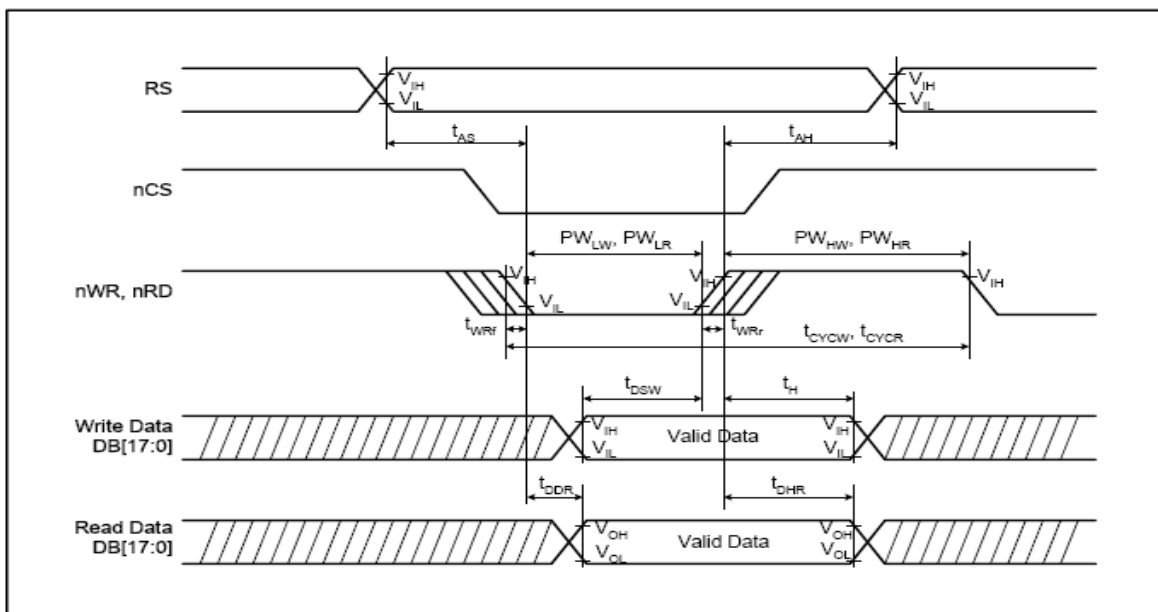 RS
V_IH
V_IL
V_IH
V_IL
t_AS
t_AH
nCS
PW_LW, PW_LR
PW_HW, PW_HR
nWR, nRD
V_IH
V_IL
V_IH
V_IL
V_IH
t_WRf
t_WRr
t_CYCW, t_CYCR
t_DSW
t_H
Write Data
DB[17:0]
V_IH
V_IL
Valid Data
V_IH
V_IL
t_DDR
t_DHR
Read Data
DB[17:0]
V_OH
V_OL
Valid Data
V_OH
V_OL